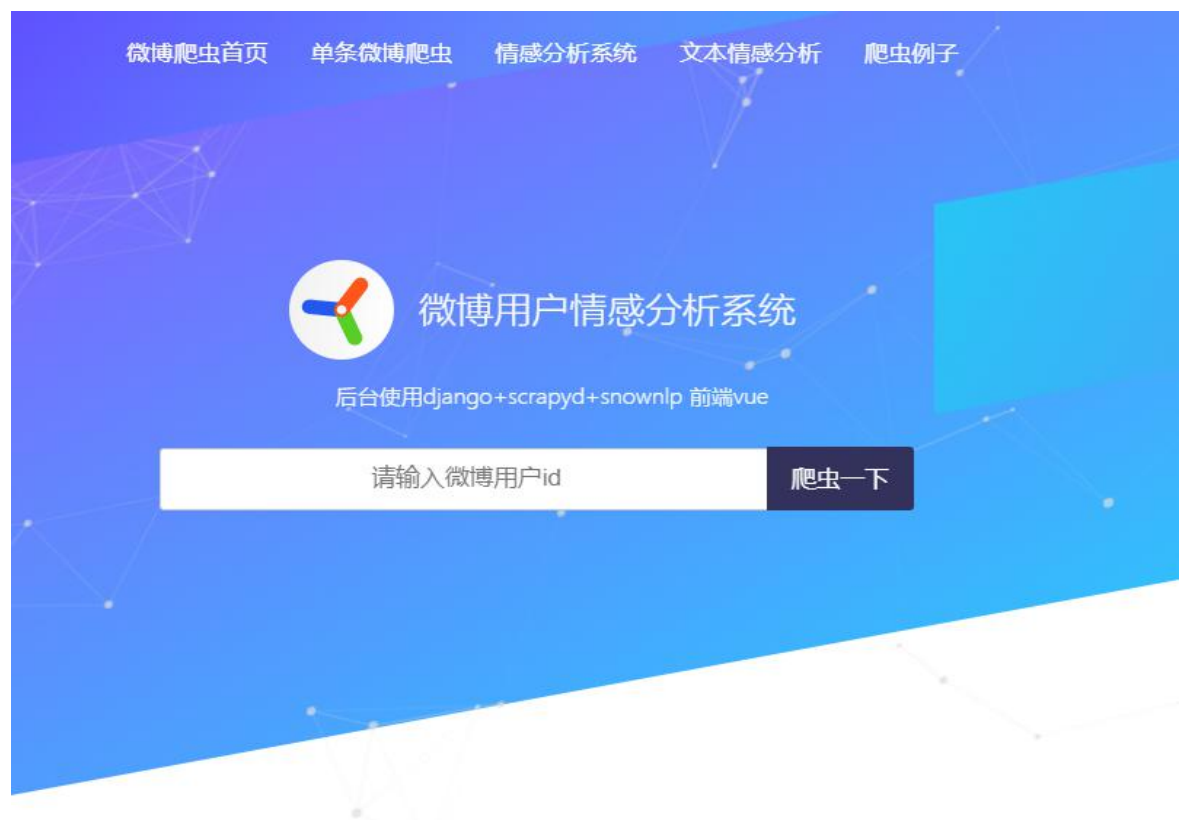 微博爬虫首页 单条微博爬虫 情感分析系统 文本情感分析 爬虫例子
微博用户情感分析系统
后台使用django+scrapyd+snownlp 前端vue
请输入微博用户id 爬虫一下